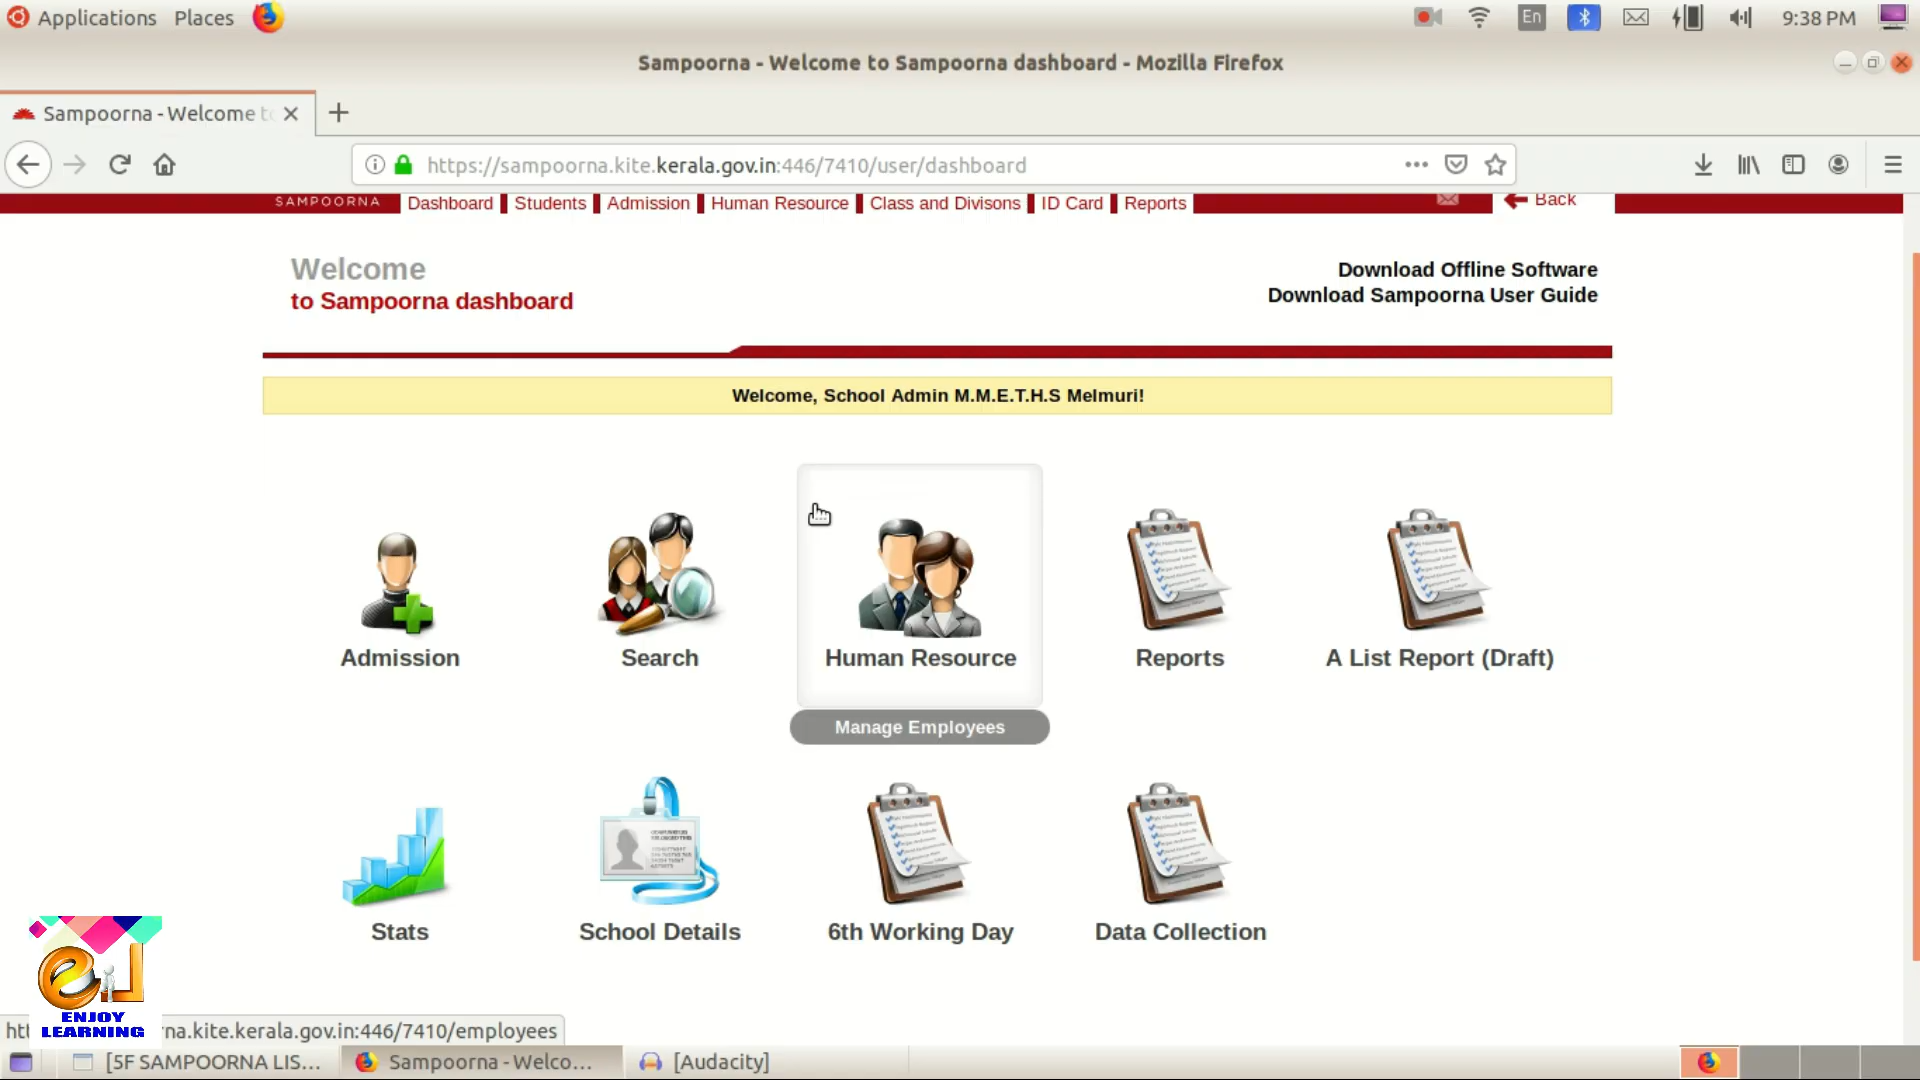 Applications Places En 9:38 PM
Sampoorna - Welcome to Sampoorna dashboard - Mozilla Firefox
Sampoorna - Welcome to
https://sampoorna.kite.kerala.gov.in:446/7410/user/dashboard
SAMPOORNA Dashboard Students Admission Human Resource Class and Divisons ID Card Reports Back
Welcome
to Sampoorna dashboard
Download Offline Software
Download Sampoorna User Guide
Welcome, School Admin M.M.E.T.H.S Melmuri!
Admission Search Human Resource Reports A List Report (Draft)
Manage Employees
Stats School Details 6th Working Day Data Collection
eJ
ENJOY
LEARNING
htt na.kite.kerala.gov.in:446/7410/employees
[5F SAMPOORNA LIS... Sampoorna - Welco... [Audacity]